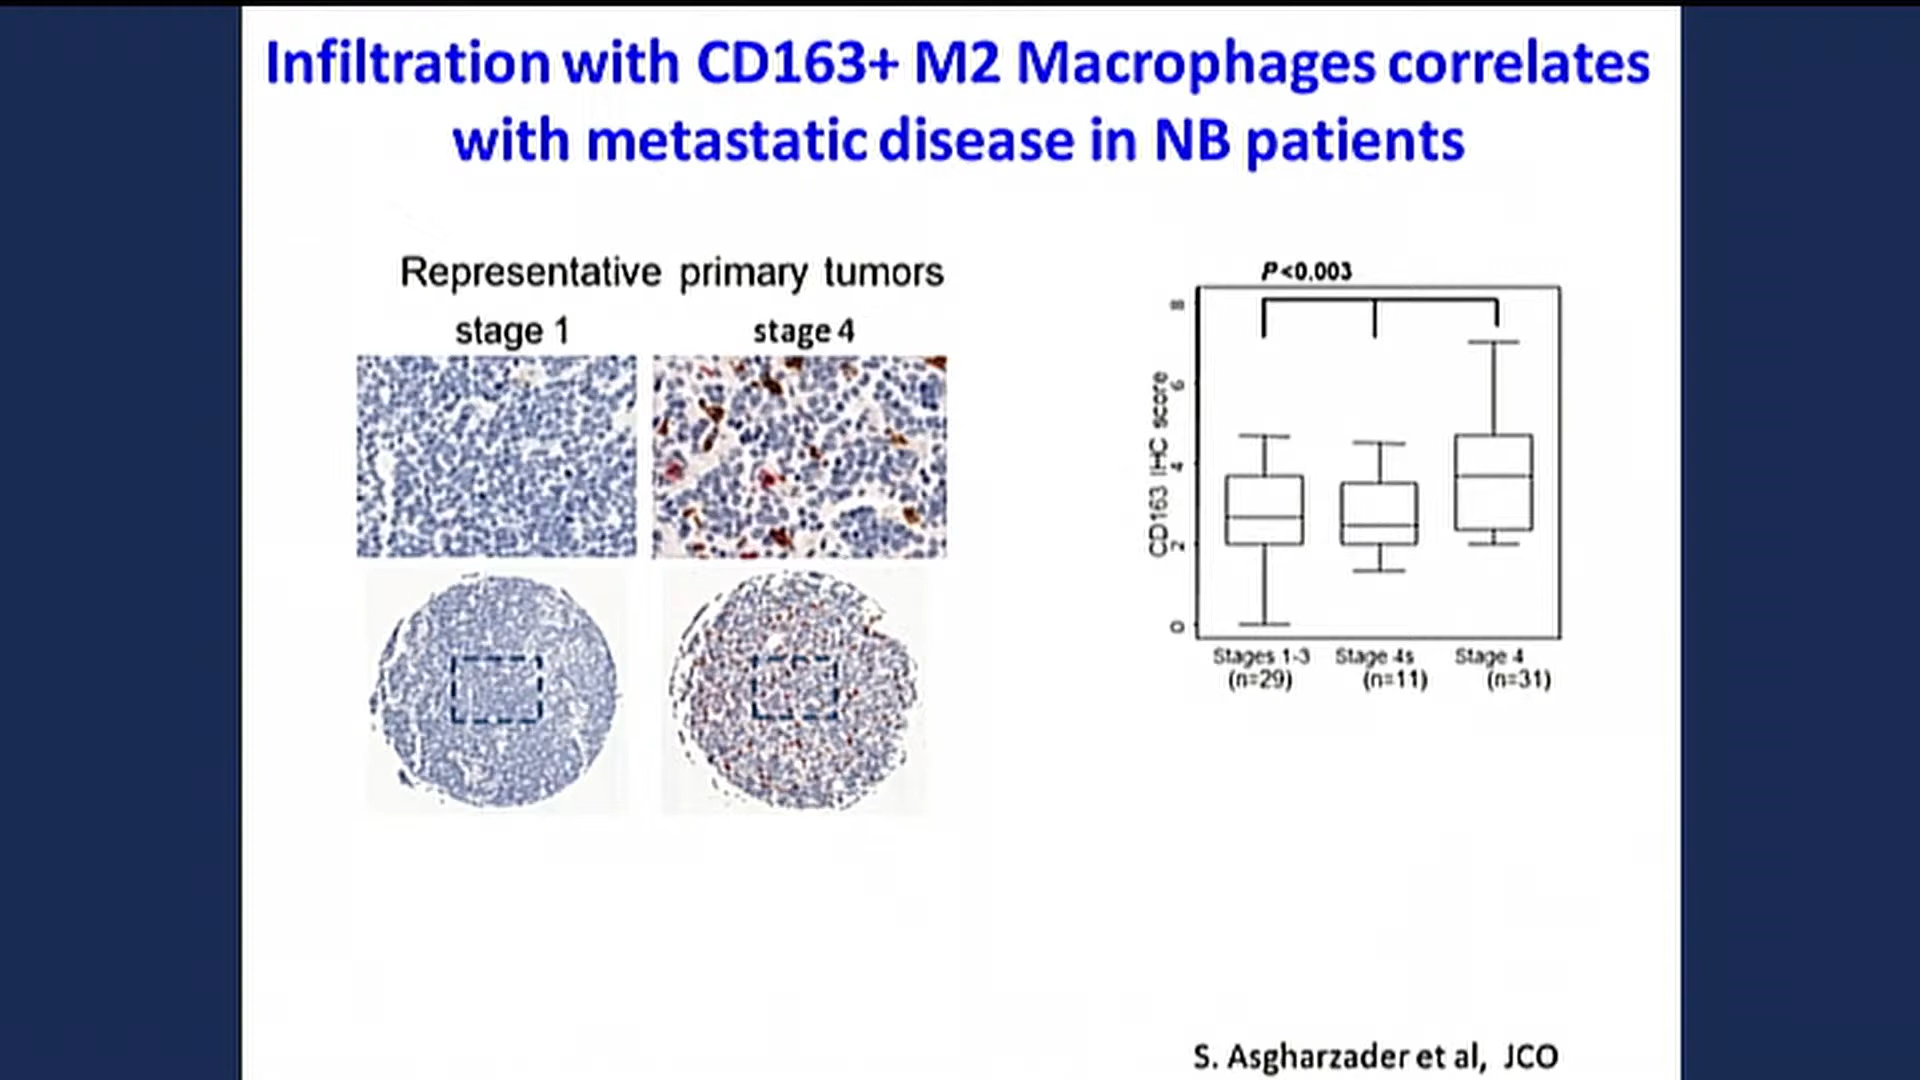 Infiltration with CD163+ M2 Macrophages correlates
with metastatic disease in NB patients
Representative primary tumors
stage 1
stage 4
P<0.003
CD163 IHC score
8
6
4
2
0
Stages 1-3
(n=29)
Stage 4s
(n=11)
Stage 4
(n=31)
S. Asgharzader et al, JCO